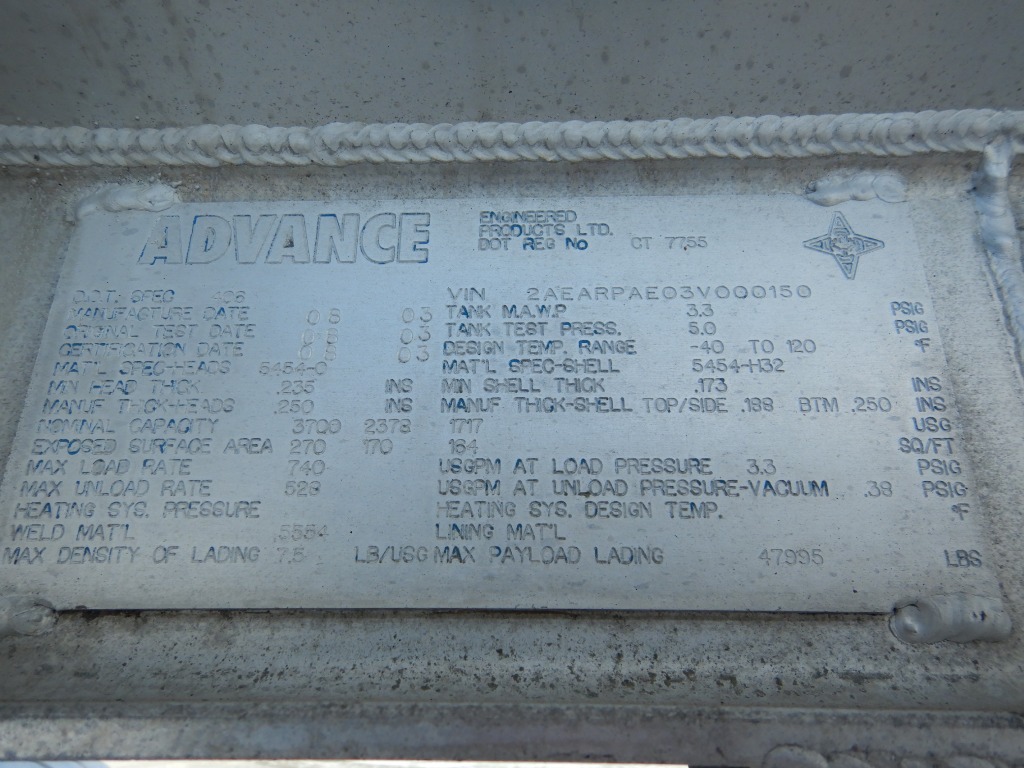 ADVANCE ENGINEERED
PRODUCTS LTD.
DOT REG No CT 7755
D.O.T. SPEC 406 VIN 2AEARPAE03V000150
MANUFACTURE DATE 08 03 TANK M.A.W.P 3.3 PSIG
ORIGINAL TEST DATE 08 03 TANK TEST PRESS. 5.0 PSIG
CERTIFICATION DATE 08 03 DESIGN TEMP. RANGE -40 TO 120 °F
MAT'L SPEC-HEADS 5454-O MAT'L SPEC-SHELL 5454-H32
MIN HEAD THICK .235 INS MIN SHELL THICK .173 INS
MANUF THICK-HEADS .250 INS MANUF THICK-SHELL TOP/SIDE .188 BTM .250 INS
NOMINAL CAPACITY 3700 2378 1717 USG
EXPOSED SURFACE AREA 270 170 164 SQ/FT
MAX LOAD RATE 740 USGPM AT LOAD PRESSURE 3.3 PSIG
MAX UNLOAD RATE 528 USGPM AT UNLOAD PRESSURE-VACUUM .38 PSIG
HEATING SYS. PRESSURE HEATING SYS. DESIGN TEMP. °F
WELD MAT'L .5554 LINING MAT'L
MAX DENSITY OF LADING 7.5 LB/USG MAX PAYLOAD LADING 47995 LBS